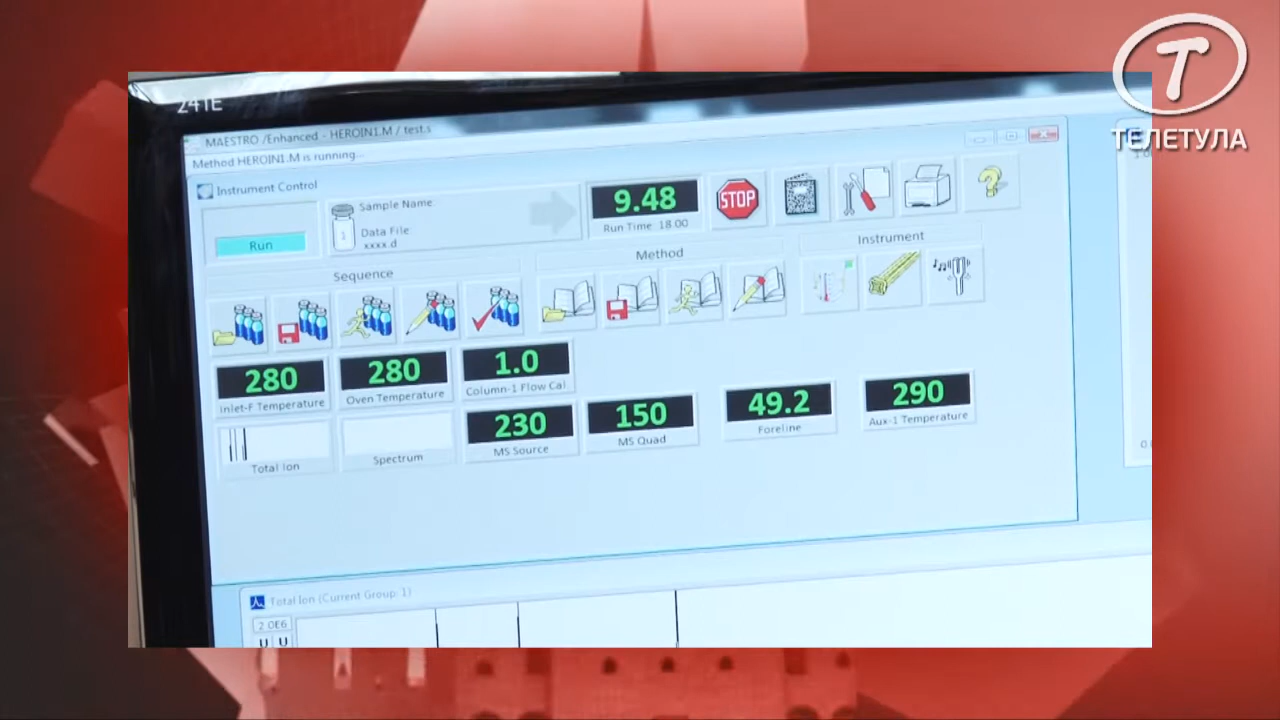 ТЕЛЕТУЛА
241E
MAESTRO /Enhanced - HEROIN1.M / test.s
Method HEROIN1.M is running...
Instrument Control
Run
Sample Name:
1
Data File:
xxxx.d
9.48
Run Time: 18.00
STOP
Sequence
Method
Instrument
280
Inlet-F Temperature
280
Oven Temperature
1.0
Column-1 Flow Cal.
Total Ion
Spectrum
230
MS Source
150
MS Quad
49.2
Foreline
290
Aux-1 Temperature
Total Ion (Current Group: 1)
2.0E6